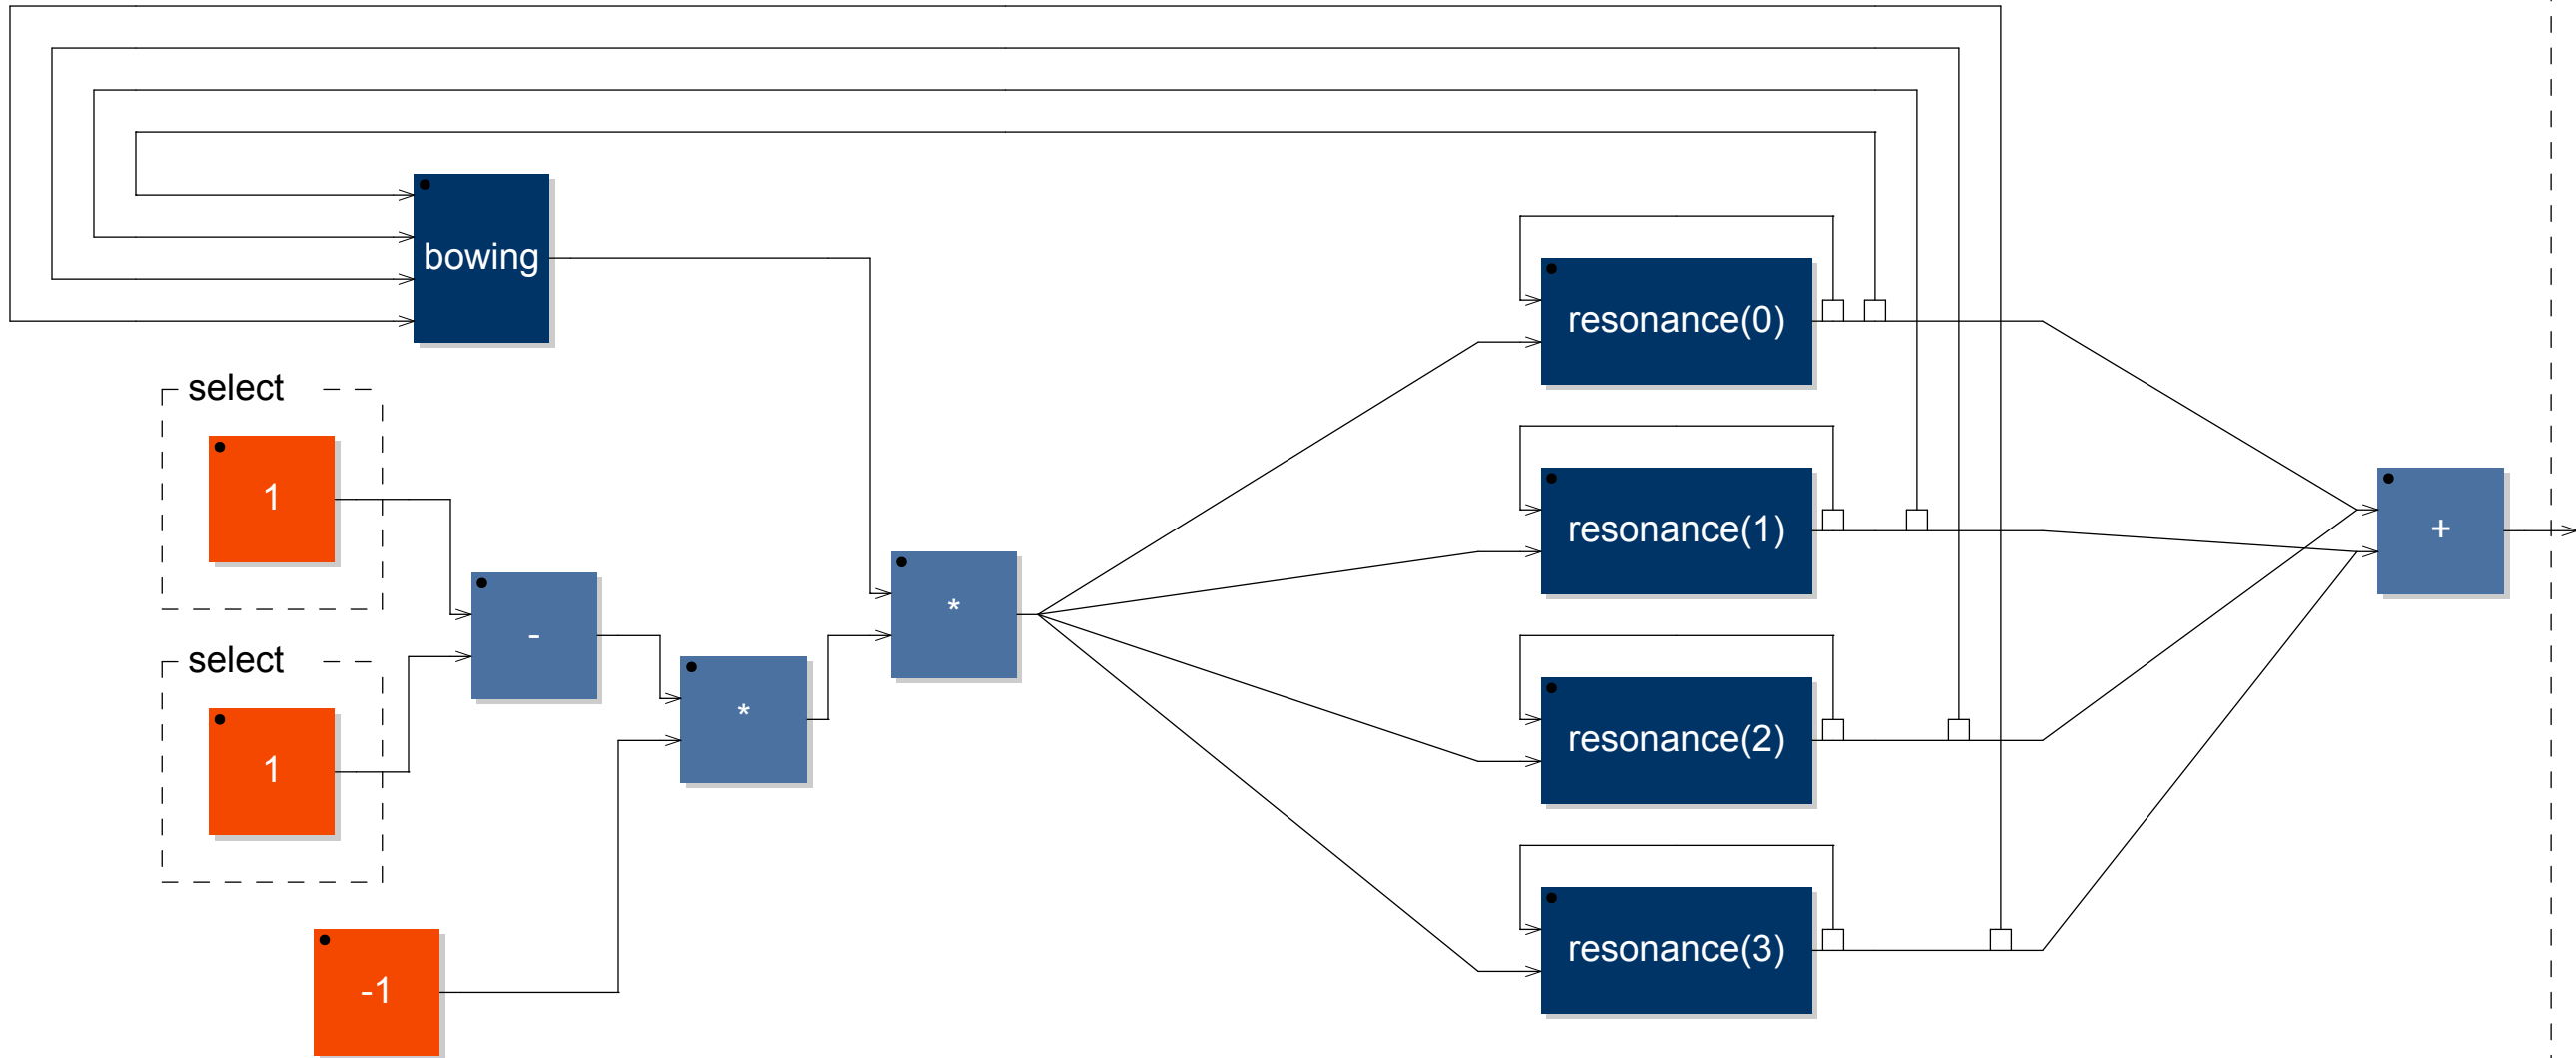 bowing
select
1
select
1
-1
-
*
*
resonance(0)
resonance(1)
resonance(2)
resonance(3)
+